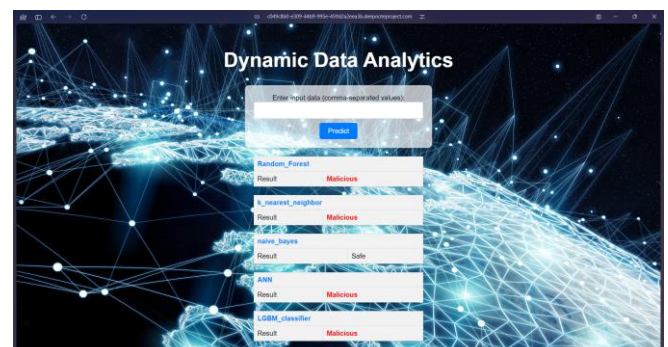 Dynamic Data Analytics
Enter input data (comma-separated values):
Predict
Random_Forest
Result Malicious
k_nearest_neighbor
Result Malicious
naive_bayes
Result Safe
ANN
Result Malicious
LGBM_classifier
Result Malicious